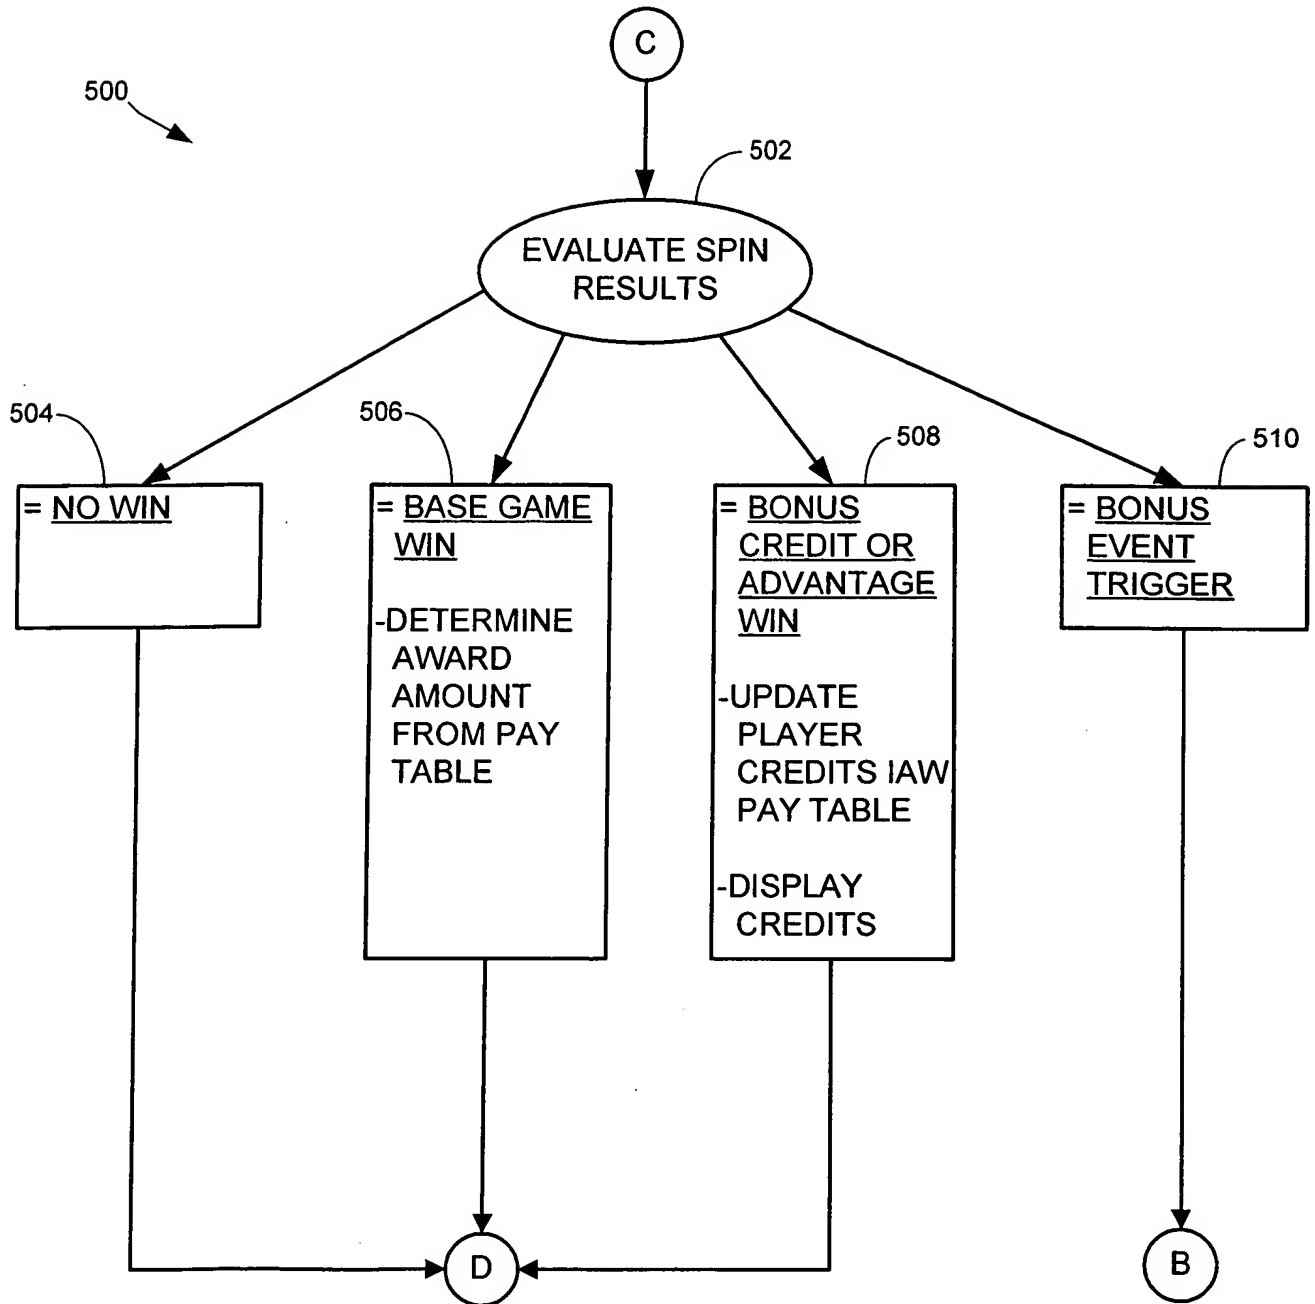 C
500
502
EVALUATE SPIN
RESULTS
504
506
508
510
= NO WIN
= BASE GAME
WIN
-DETERMINE
AWARD
AMOUNT
FROM PAY
TABLE
= BONUS
CREDIT OR
ADVANTAGE
WIN
-UPDATE
PLAYER
CREDITS IAW
PAY TABLE
-DISPLAY
CREDITS
= BONUS
EVENT
TRIGGER
D
B